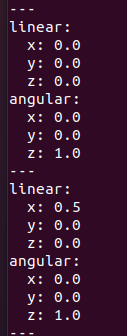 ---
linear:
  x: 0.0
  y: 0.0
  z: 0.0
angular:
  x: 0.0
  y: 0.0
  z: 1.0
---
linear:
  x: 0.5
  y: 0.0
  z: 0.0
angular:
  x: 0.0
  y: 0.0
  z: 1.0
---